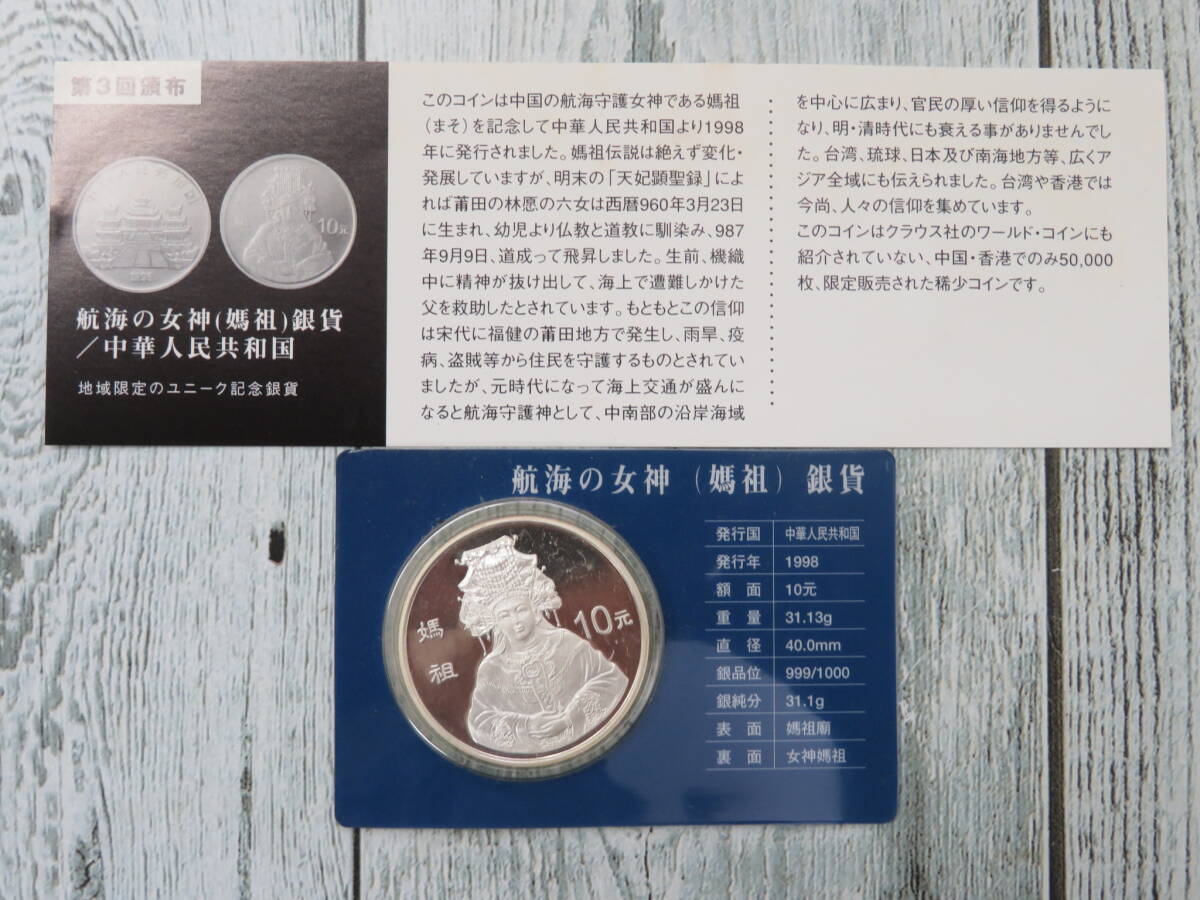 第3回頒布
10元
航海の女神(媽祖)銀貨
／中華人民共和国
地域限定のユニーク記念銀貨
このコインは中国の航海守護女神である媽祖
(まそ)を記念して中華人民共和国より1998
年に発行されました。媽祖伝説は絶えず変化・
発展していますが、明末の「天妃顕聖録」によ
れば莆田の林愿の六女は西暦960年3月23日
に生まれ、幼児より仏教と道教に馴染み、987
年9月9日、道成って飛昇しました。生前、機織
中に精神が抜け出して、海上で遭難しかけた
父を救助したとされています。もともとこの信仰
は宋代に福健の莆田地方で発生し、雨旱、疫
病、盗賊等から住民を守護するものとされてい
ましたが、元時代になって海上交通が盛んに
なると航海守護神として、中南部の沿岸海域
を中心に広まり、官民の厚い信仰を得るように
なり、明・清時代にも衰える事がありませんでし
た。台湾、琉球、日本及び南海地方等、広くア
ジア全域にも伝えられました。台湾や香港では
今尚、人々の信仰を集めています。
このコインはクラウス社のワールド・コインにも
紹介されていない、中国・香港でのみ50,000
枚、限定販売された稀少コインです。
航海の女神（媽祖）銀貨
媽祖
10元
発行国 中華人民共和国
発行年 1998
額面 10元
重量 31.13g
直径 40.0mm
銀品位 999/1000
銀純分 31.1g
表面 媽祖廟
裏面 女神媽祖